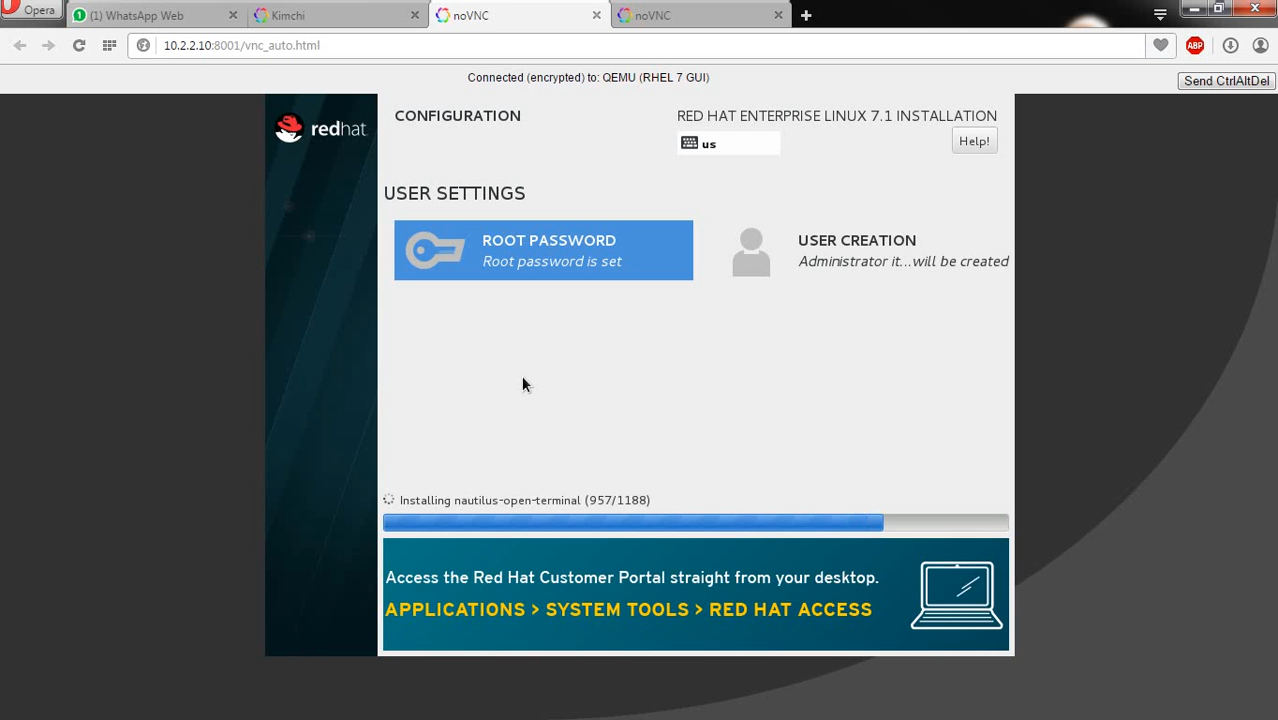 Opera
(1) WhatsApp Web
Kimchi
noVNC
noVNC
10.2.2.10:8001/vnc_auto.html
ABP
Connected (encrypted) to: QEMU (RHEL 7 GUI)
Send CtrlAltDel
redhat.
CONFIGURATION
RED HAT ENTERPRISE LINUX 7.1 INSTALLATION
us
Help!
USER SETTINGS
ROOT PASSWORD
Root password is set
USER CREATION
Administrator it...will be created
Installing nautilus-open-terminal (957/1188)
Access the Red Hat Customer Portal straight from your desktop.
APPLICATIONS > SYSTEM TOOLS > RED HAT ACCESS